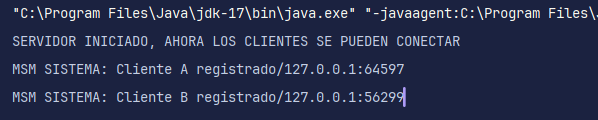 "C:\Program Files\Java\jdk-17\bin\java.exe" "-javaagent:C:\Program Files\
SERVIDOR INICIADO, AHORA LOS CLIENTES SE PUEDEN CONECTAR
MSM SISTEMA: Cliente A registrado/127.0.0.1:64597
MSM SISTEMA: Cliente B registrado/127.0.0.1:56299